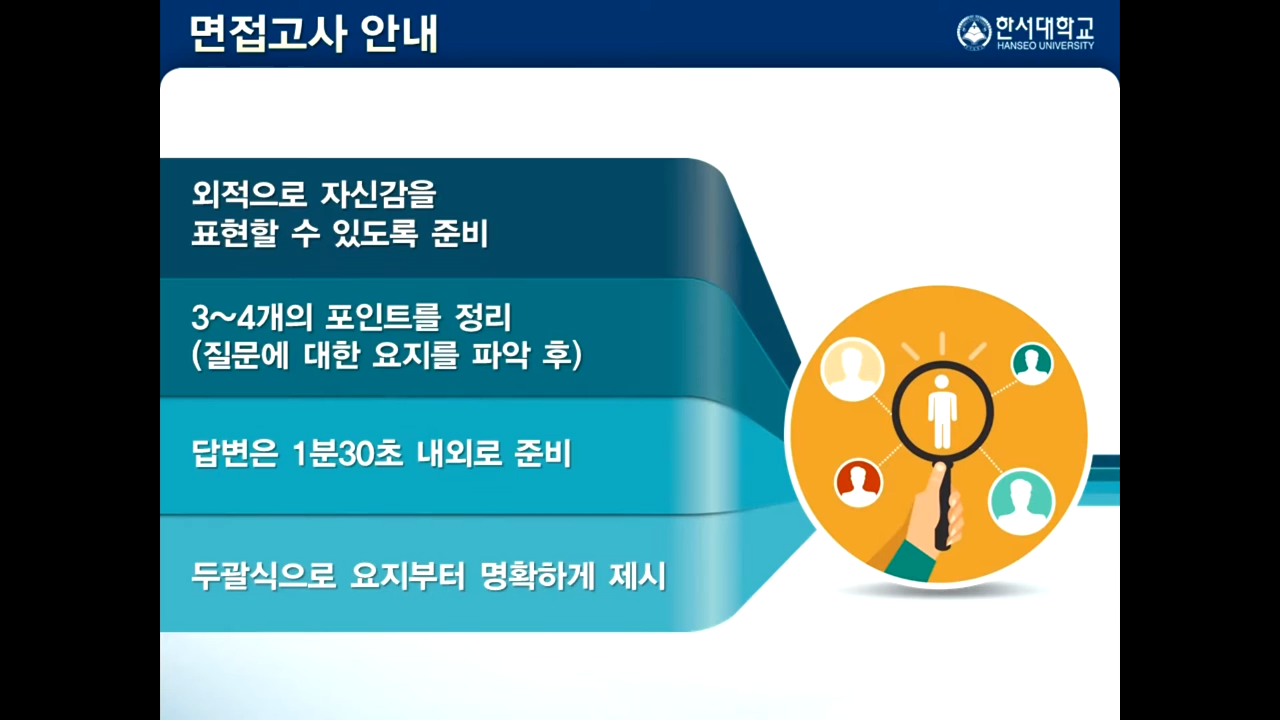 면접고사 안내
한서대학교
HANSEO UNIVERSITY
외적으로 자신감을
표현할 수 있도록 준비
3~4개의 포인트를 정리
(질문에 대한 요지를 파악 후)
답변은 1분30초 내외로 준비
두괄식으로 요지부터 명확하게 제시